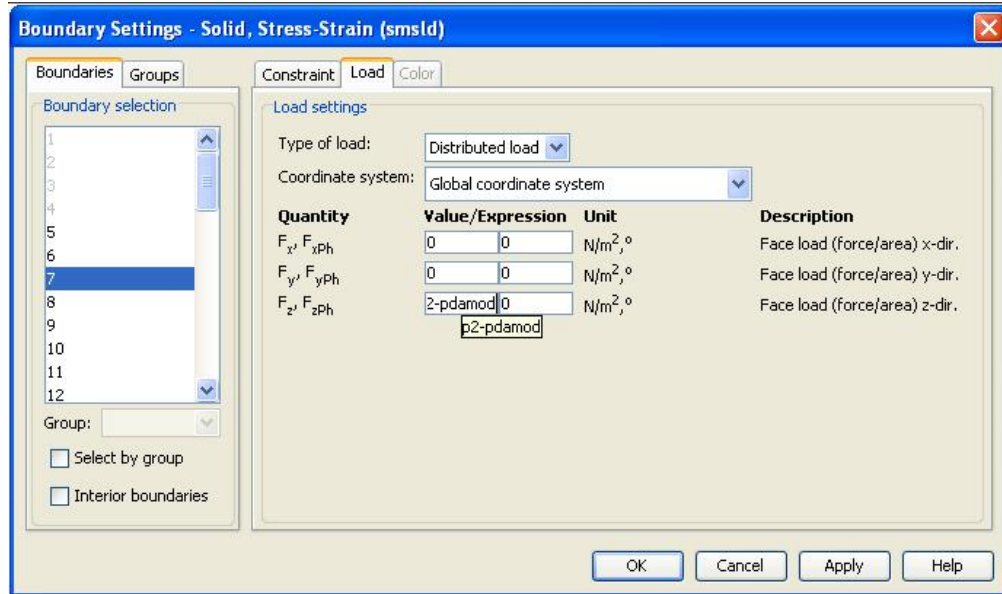 Boundary Settings - Solid, Stress-Strain (smsld)
Boundaries Groups
Constraint Load Color
Boundary selection
1
2
3
4
5
6
7
8
9
10
11
12
Group:
Select by group
Interior boundaries
Load settings
Type of load: Distributed load
Coordinate system: Global coordinate system
Quantity Value/Expression Unit Description
Fx, FxPh 0 0 N/m²,° Face load (force/area) x-dir.
Fy, FyPh 0 0 N/m²,° Face load (force/area) y-dir.
Fz, FzPh 2-pdamod 0 N/m²,° Face load (force/area) z-dir.
p2-pdamod
OK Cancel Apply Help